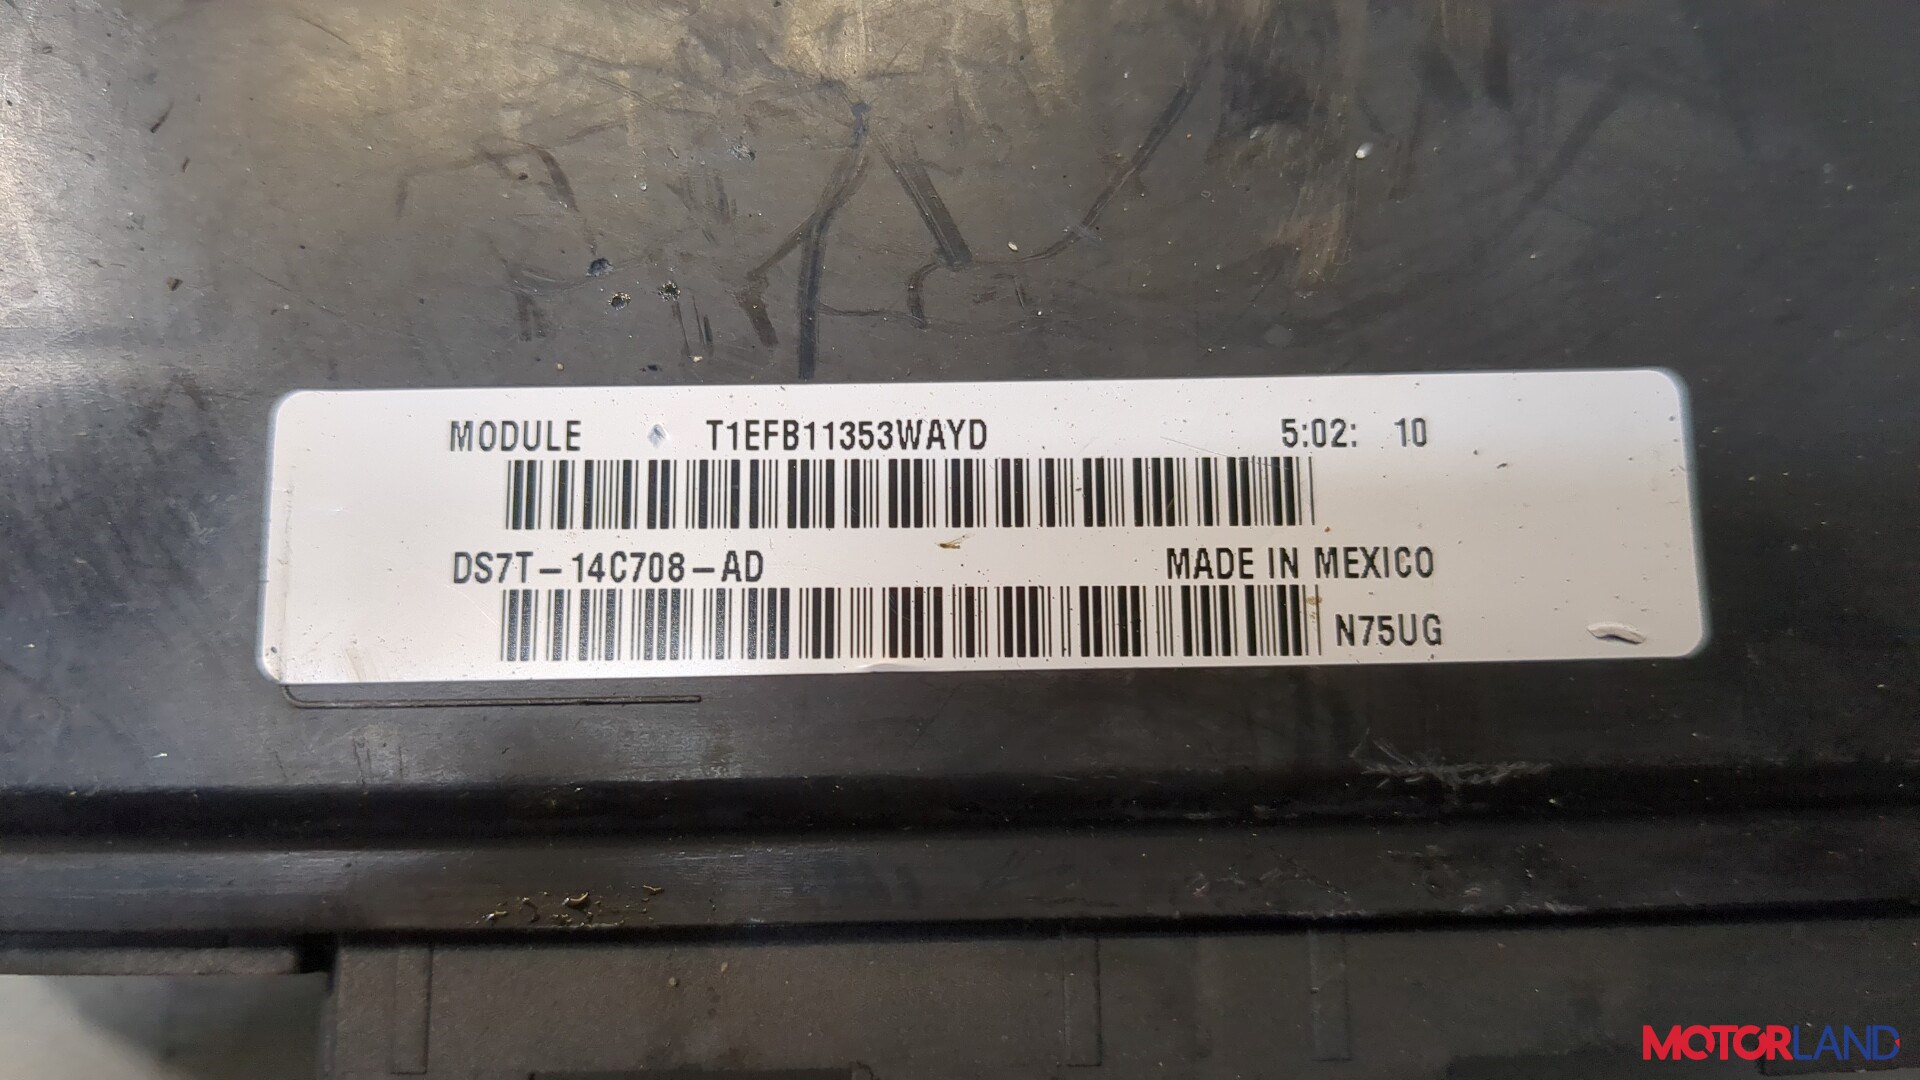 MODULE T1EFB11353WAYD 5:02: 10
DS7T-14C708-AD MADE IN MEXICO
N75UG
MOTORLAND